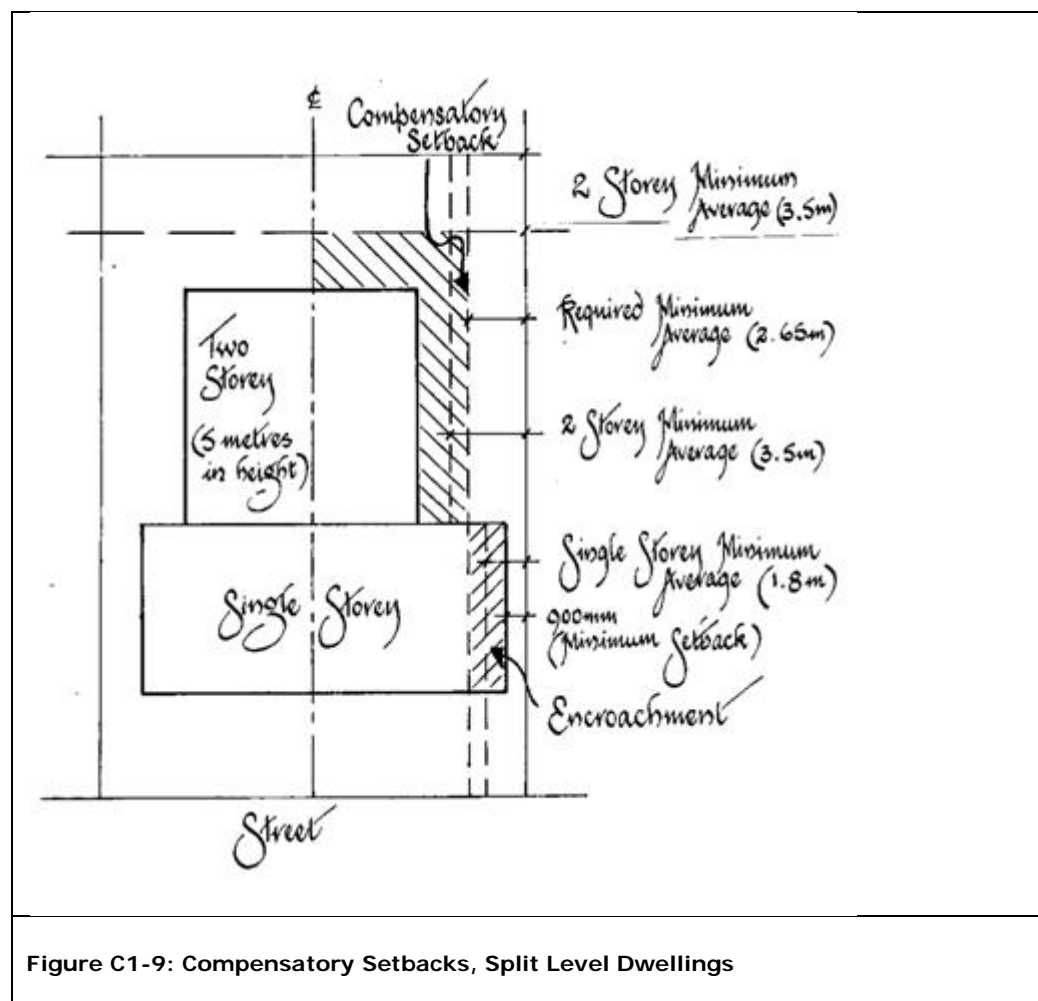 ℄
Compensatory
Setback
2 Storey Minimum
Average (3.5m)
Required Minimum
Average (2.65m)
Two
Storey
(5 metres
in height)
2 Storey Minimum
Average (3.5m)
Single Storey Minimum
Average (1.8m)
Single Storey
900mm
(Minimum Setback)
Encroachment
Street
Figure C1-9: Compensatory Setbacks, Split Level Dwellings